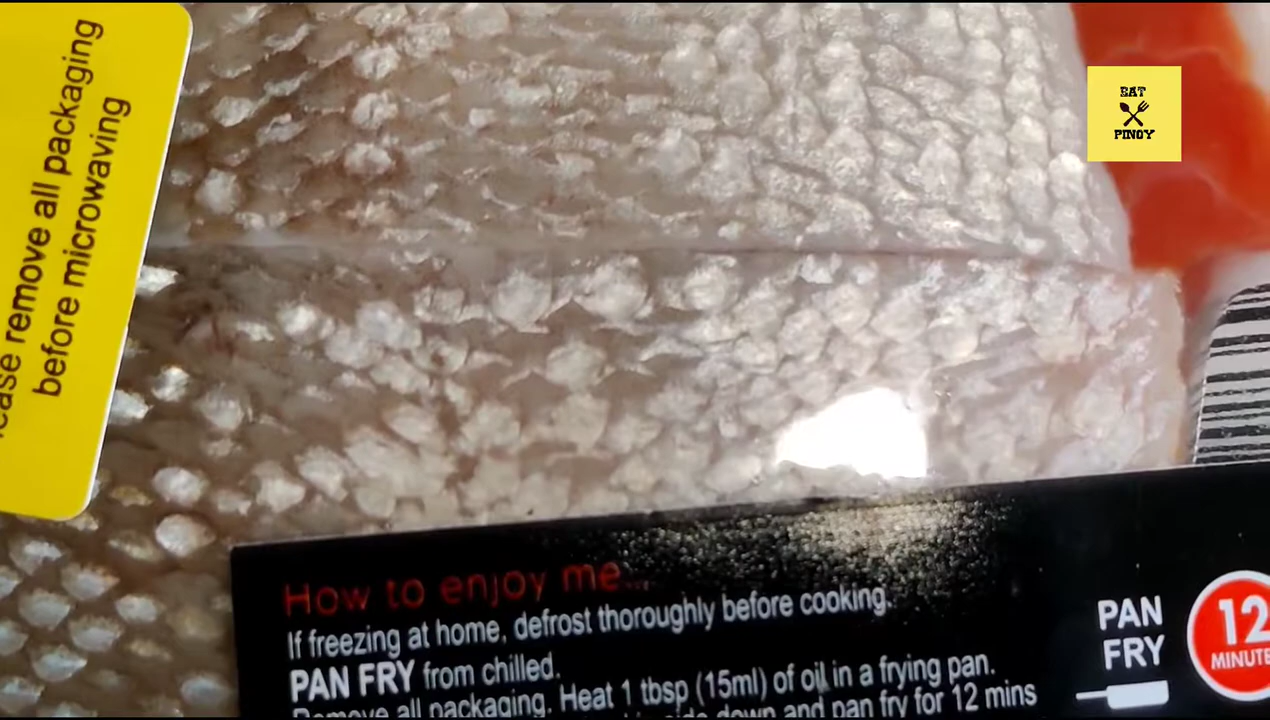 ease remove all packaging
before microwaving
EAT
PINOY
How to enjoy me...
If freezing at home, defrost thoroughly before cooking.
PAN FRY from chilled.
Remove all packaging. Heat 1 tbsp (15ml) of oil in a frying pan.
side down and pan fry for 12 mins
PAN
FRY
12
MINUTE